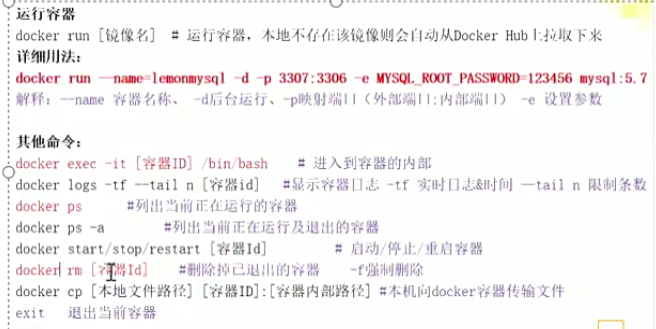 运行容器
docker run [镜像名]  # 运行容器，本地不存在该镜像则会自动从Docker Hub上拉取下来
详细用法：
docker run --name=lemonmysql -d -p 3307:3306 -e MYSQL_ROOT_PASSWORD=123456 mysql:5.7
解释：--name 容器名称、 -d后台运行、-p映射端口（外部端口:内部端口） -e 设置参数
其他命令：
docker exec -it [容器ID] /bin/bash    # 进入到容器的内部
docker logs -tf --tail n [容器id]   #显示容器日志 -tf 实时日志&时间 —tail n 限制条数
docker ps      #列出当前正在运行的容器
docker ps -a        #列出当前正在运行及退出的容器
docker start/stop/restart [容器Id]         # 启动/停止/重启容器
docker rm [容器Id]    #删除掉已退出的容器    -f强制删除
docker cp [本地文件路径] [容器ID]:[容器内部路径] #本机向docker容器传输文件
exit   退出当前容器